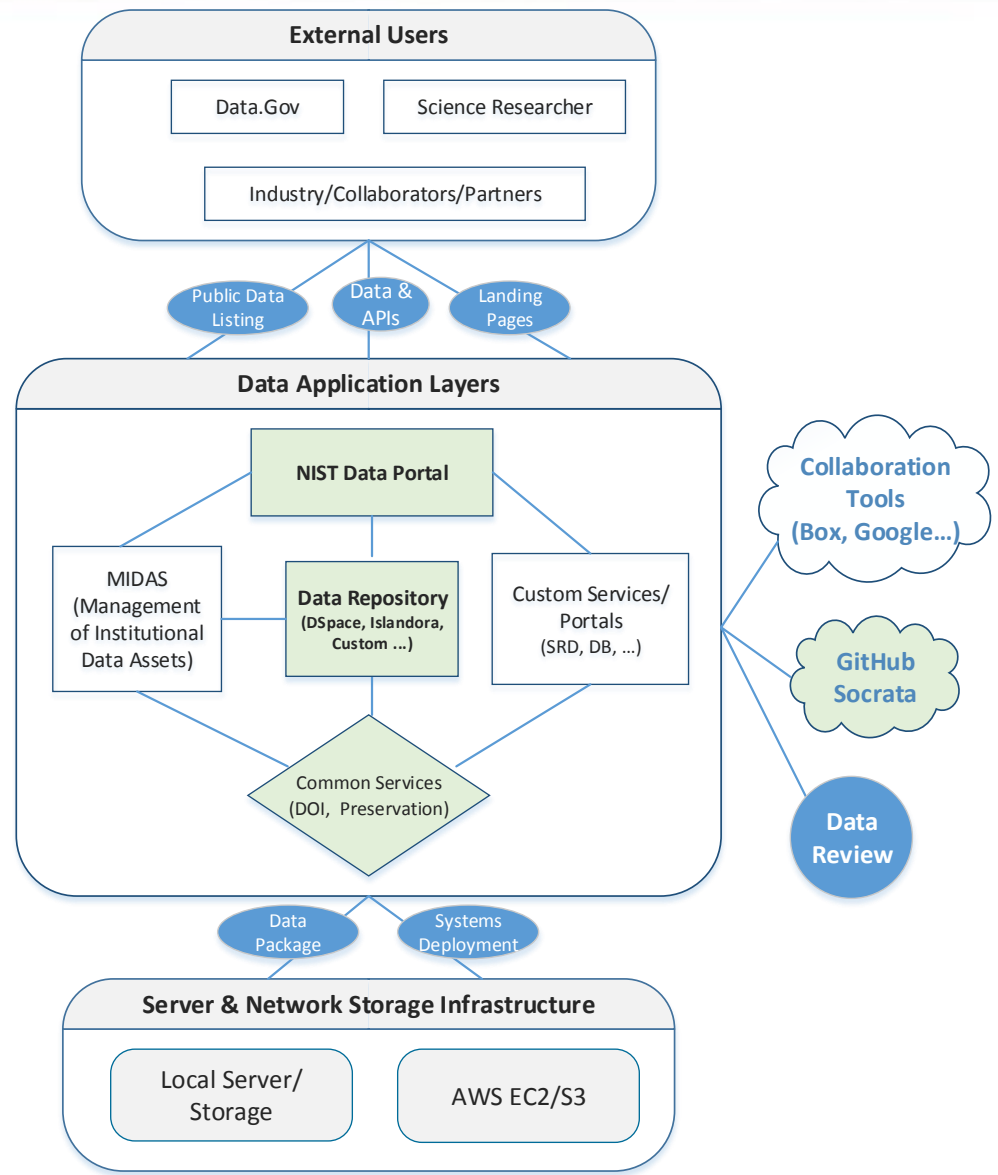 External Users
Data.Gov
Science Researcher
Industry/Collaborators/Partners
Public Data
Listing
Data &
APIs
Landing
Pages
Data Application Layers
NIST Data Portal
MIDAS
(Management
of Institutional
Data Assets)
Data Repository
(DSpace, Islandora,
Custom ...)
Custom Services/
Portals
(SRD, DB, ...)
Common Services
(DOI, Preservation)
Collaboration
Tools
(Box, Google...)
GitHub
Socrata
Data
Review
Data
Package
Systems
Deployment
Server & Network Storage Infrastructure
Local Server/
Storage
AWS EC2/S3